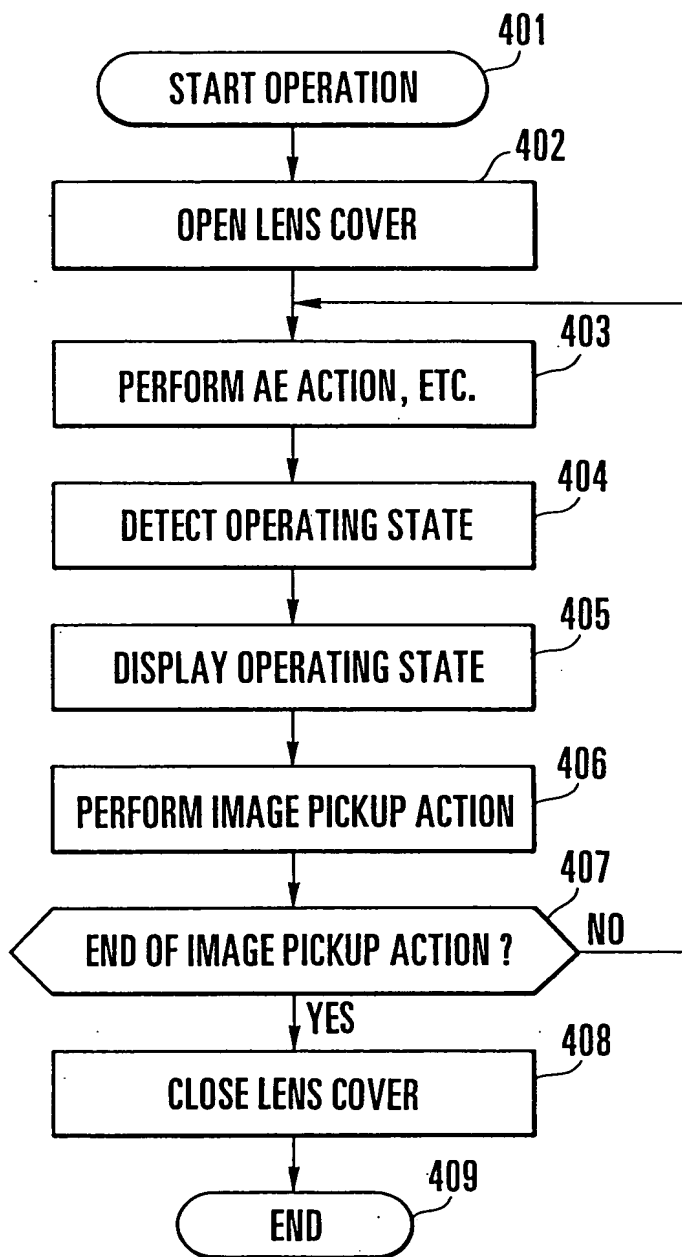 401
START OPERATION
402
OPEN LENS COVER
403
PERFORM AE ACTION, ETC.
404
DETECT OPERATING STATE
405
DISPLAY OPERATING STATE
406
PERFORM IMAGE PICKUP ACTION
407
END OF IMAGE PICKUP ACTION ?
NO
YES
408
CLOSE LENS COVER
409
END